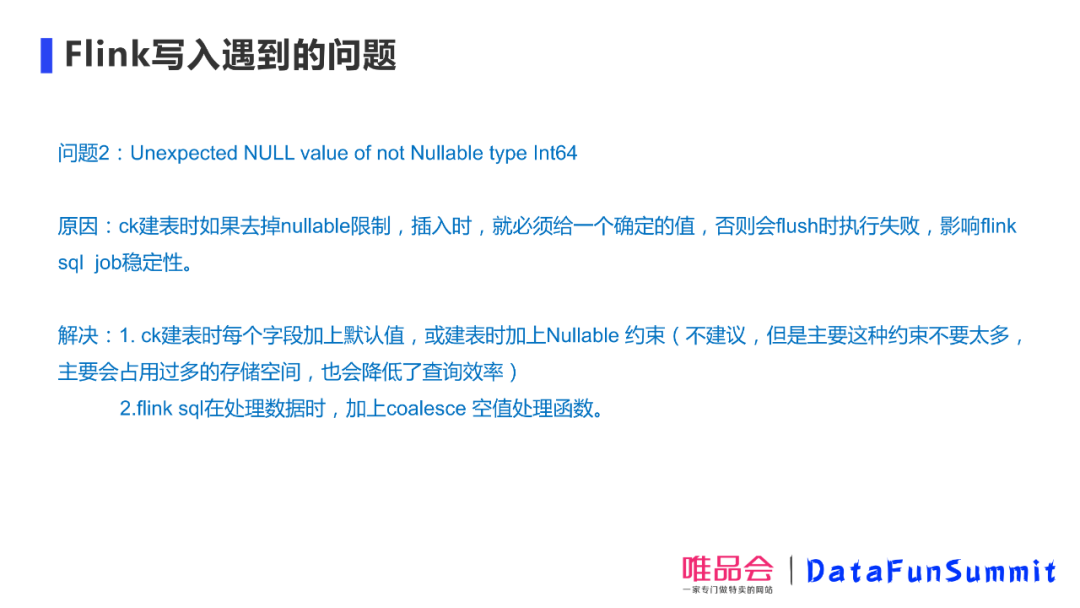 Flink写入遇到的问题
问题2：Unexpected NULL value of not Nullable type Int64
原因：ck建表时如果去掉nullable限制，插入时，就必须给一个确定的值，否则会flush时执行失败，影响flink
sql job稳定性。
解决：1. ck建表时每个字段加上默认值，或建表时加上Nullable 约束（不建议，但是主要这种约束不要太多，
主要会占用过多的存储空间，也会降低了查询效率）
2.flink sql在处理数据时，加上coalesce 空值处理函数。
唯品会
一家专门做特卖的网站
DataFunSummit